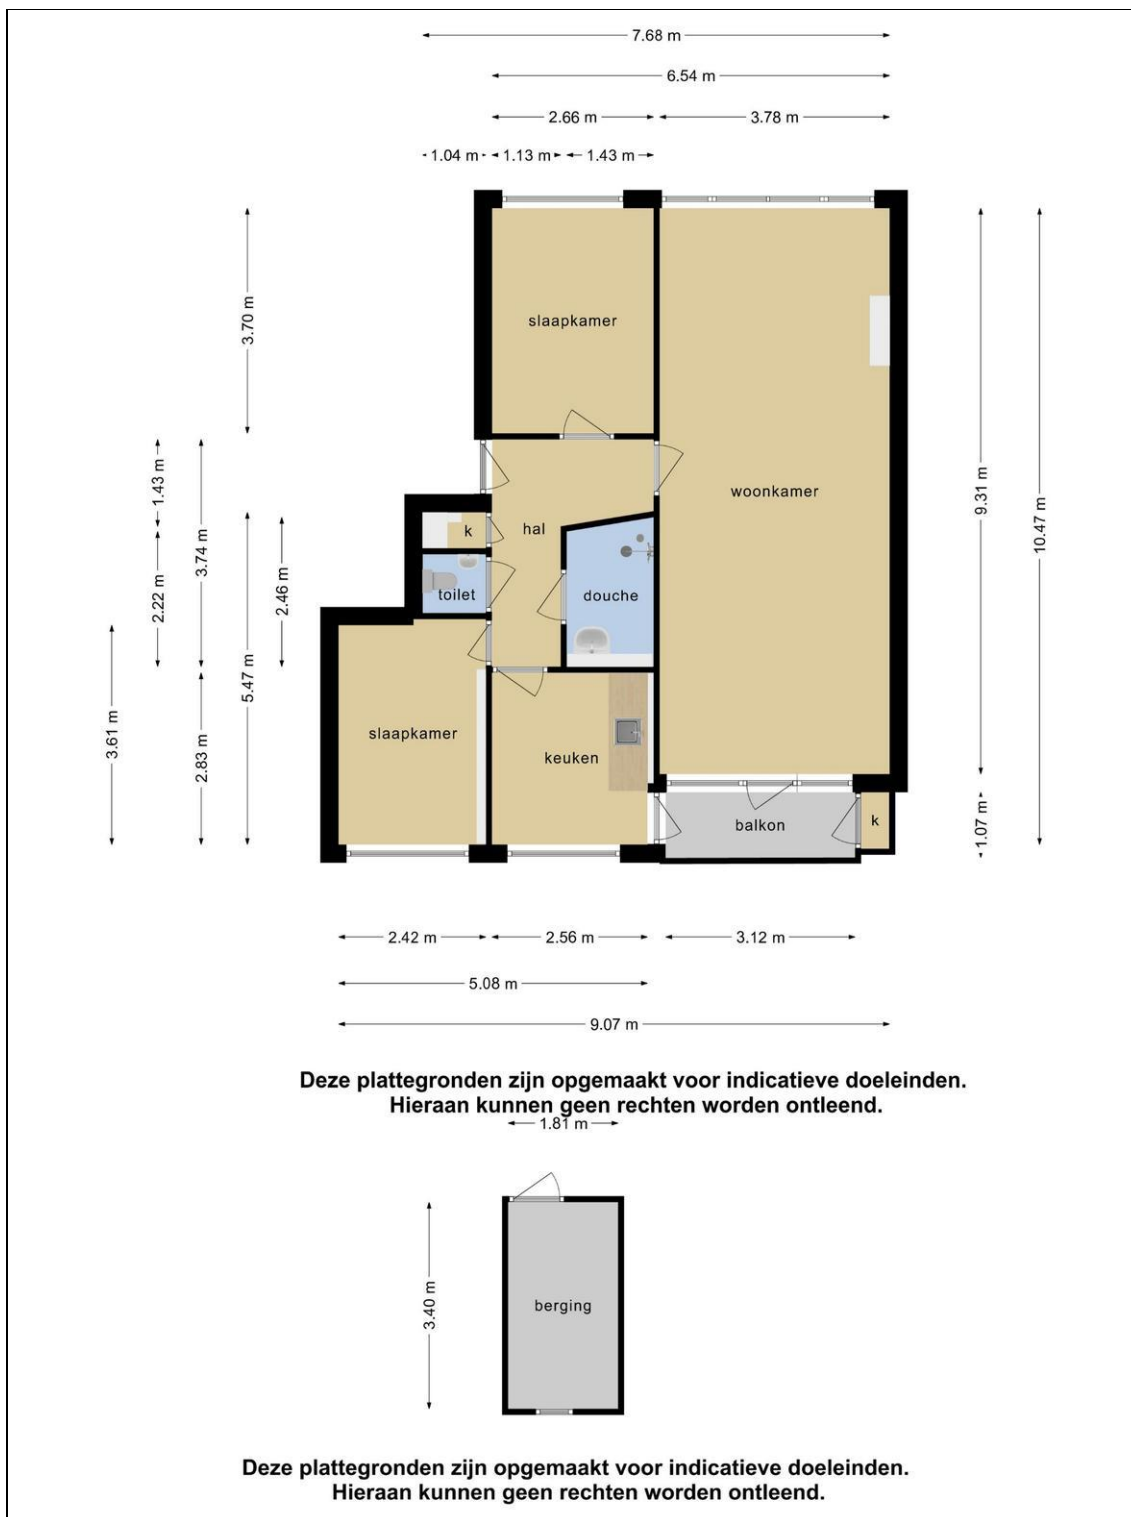 7.68 m
6.54 m
2.66 m
3.78 m
1.04 m
1.13 m
1.43 m
3.70 m
slaapkamer
1.43 m
2.22 m
3.74 m
2.46 m
5.47 m
3.61 m
2.83 m
woonkamer
9.31 m
10.47 m
1.07 m
hal
k
toilet
douche
slaapkamer
keuken
balkon
k
2.42 m
2.56 m
3.12 m
5.08 m
9.07 m
Deze plattegronden zijn opgemaakt voor indicatieve doeleinden.
Hieraan kunnen geen rechten worden ontleend.
1.81 m
3.40 m
berging
Deze plattegronden zijn opgemaakt voor indicatieve doeleinden.
Hieraan kunnen geen rechten worden ontleend.